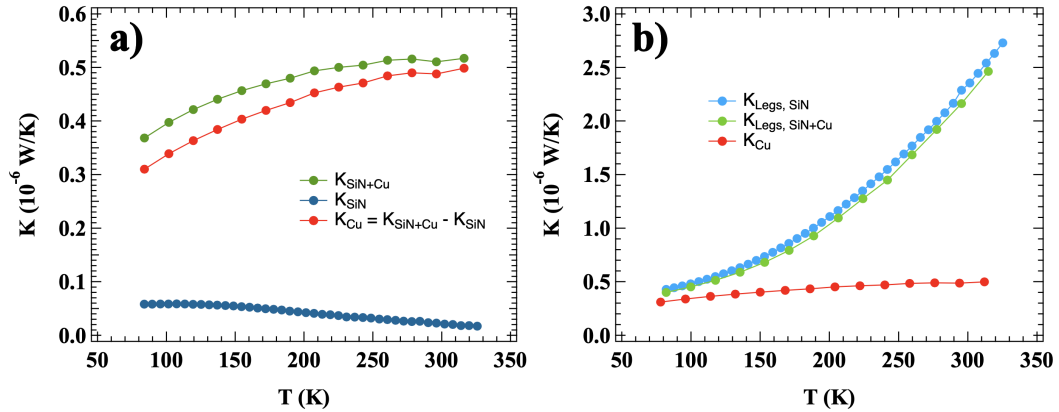 a)
K (10⁻⁶ W/K)
0.6
0.5
0.4
0.3
0.2
0.1
0.0
K_SiN+Cu
K_SiN
K_Cu = K_SiN+Cu - K_SiN
50 100 150 200 250 300 350
T (K)
b)
K (10⁻⁶ W/K)
3.0
2.5
2.0
1.5
1.0
0.5
0.0
K_Legs, SiN
K_Legs, SiN+Cu
K_Cu
50 100 150 200 250 300 350
T (K)